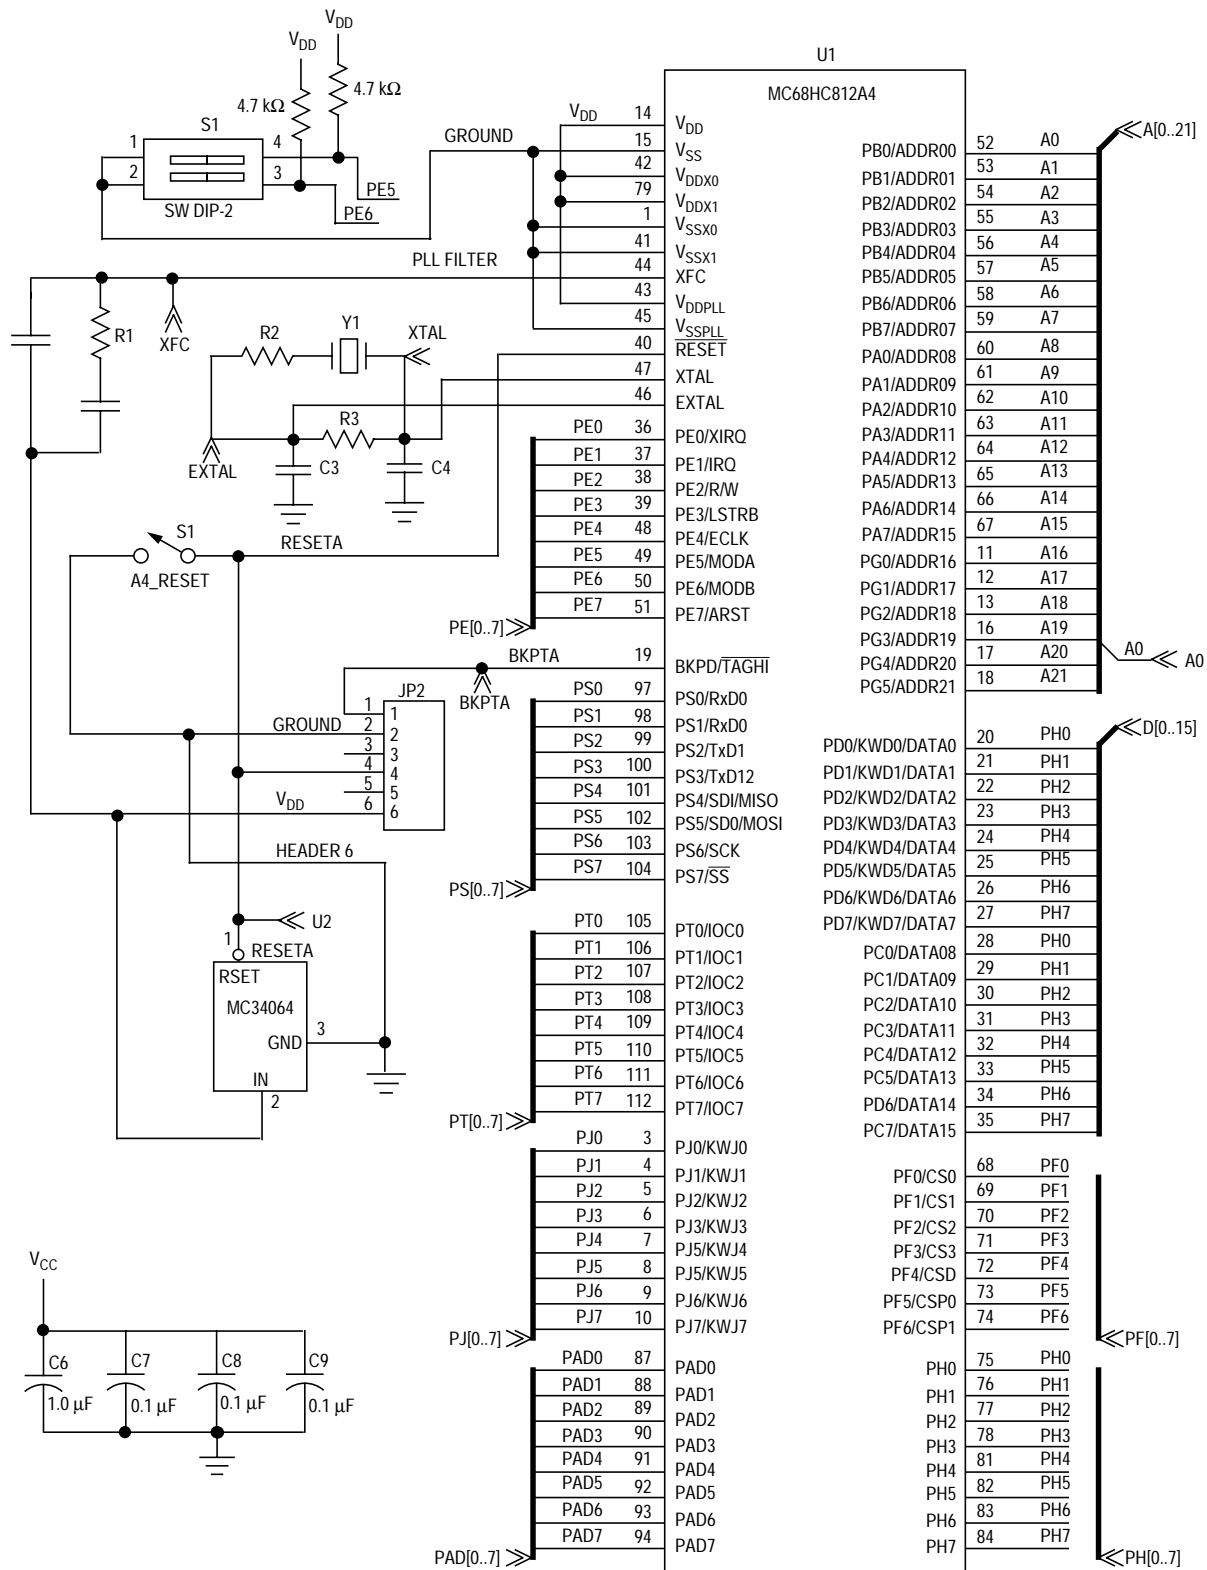 VDD
VDD
4.7 kΩ
4.7 kΩ
S1
1
2
4
3
SW DIP-2
PE5
PE6
GROUND
PLL FILTER
R1
XFC
R2
Y1
XTAL
R3
EXTAL
C3
C4
S1
A4_RESET
RESETA
BKPTA
BKPTA
JP2
GROUND
VDD
1 1
2 2
3 3
4 4
5 5
6 6
HEADER 6
U2
1
RESETA
RSET
MC34064
GND
3
IN
2
VCC
C6
1.0 µF
C7
0.1 µF
C8
0.1 µF
C9
0.1 µF
U1
MC68HC812A4
VDD 14 VDD
15 VSS
42 VDDX0
79 VDDX1
1 VSSX0
41 VSSX1
44 XFC
43 VDDPLL
45 VSSPLL
40 RESET
47 XTAL
46 EXTAL
PE0 36 PE0/XIRQ
PE1 37 PE1/IRQ
PE2 38 PE2/R/W
PE3 39 PE3/LSTRB
PE4 48 PE4/ECLK
PE5 49 PE5/MODA
PE6 50 PE6/MODB
PE7 51 PE7/ARST
PE[0..7]
19 BKPD/TAGHI
PS0 97 PS0/RxD0
PS1 98 PS1/RxD0
PS2 99 PS2/TxD1
PS3 100 PS3/TxD12
PS4 101 PS4/SDI/MISO
PS5 102 PS5/SD0/MOSI
PS6 103 PS6/SCK
PS7 104 PS7/SS
PS[0..7]
PT0 105 PT0/IOC0
PT1 106 PT1/IOC1
PT2 107 PT2/IOC2
PT3 108 PT3/IOC3
PT4 109 PT4/IOC4
PT5 110 PT5/IOC5
PT6 111 PT6/IOC6
PT7 112 PT7/IOC7
PT[0..7]
PJ0 3 PJ0/KWJ0
PJ1 4 PJ1/KWJ1
PJ2 5 PJ2/KWJ2
PJ3 6 PJ3/KWJ3
PJ4 7 PJ5/KWJ4
PJ5 8 PJ5/KWJ5
PJ6 9 PJ6/KWJ6
PJ7 10 PJ7/KWJ7
PJ[0..7]
PAD0 87 PAD0
PAD1 88 PAD1
PAD2 89 PAD2
PAD3 90 PAD3
PAD4 91 PAD4
PAD5 92 PAD5
PAD6 93 PAD6
PAD7 94 PAD7
PAD[0..7]
A[0..21]
PB0/ADDR00 52 A0
PB1/ADDR01 53 A1
PB2/ADDR02 54 A2
PB3/ADDR03 55 A3
PB4/ADDR04 56 A4
PB5/ADDR05 57 A5
PB6/ADDR06 58 A6
PB7/ADDR07 59 A7
PA0/ADDR08 60 A8
PA1/ADDR09 61 A9
PA2/ADDR10 62 A10
PA3/ADDR11 63 A11
PA4/ADDR12 64 A12
PA5/ADDR13 65 A13
PA6/ADDR14 66 A14
PA7/ADDR15 67 A15
PG0/ADDR16 11 A16
PG1/ADDR17 12 A17
PG2/ADDR18 13 A18
PG3/ADDR19 16 A19
PG4/ADDR20 17 A20
PG5/ADDR21 18 A21
A0 A0
D[0..15]
PD0/KWD0/DATA0 20 PH0
PD1/KWD1/DATA1 21 PH1
PD2/KWD2/DATA2 22 PH2
PD3/KWD3/DATA3 23 PH3
PD4/KWD4/DATA4 24 PH4
PD5/KWD5/DATA5 25 PH5
PD6/KWD6/DATA6 26 PH6
PD7/KWD7/DATA7 27 PH7
PC0/DATA08 28 PH0
PC1/DATA09 29 PH1
PC2/DATA10 30 PH2
PC3/DATA11 31 PH3
PC4/DATA12 32 PH4
PC5/DATA13 33 PH5
PD6/DATA14 34 PH6
PC7/DATA15 35 PH7
PF0/CS0 68 PF0
PF1/CS1 69 PF1
PF2/CS2 70 PF2
PF3/CS3 71 PF3
PF4/CSD 72 PF4
PF5/CSP0 73 PF5
PF6/CSP1 74 PF6
PF[0..7]
PH0 75 PH0
PH1 76 PH1
PH2 77 PH2
PH3 78 PH3
PH4 81 PH4
PH5 82 PH5
PH6 83 PH6
PH7 84 PH7
PH[0..7]